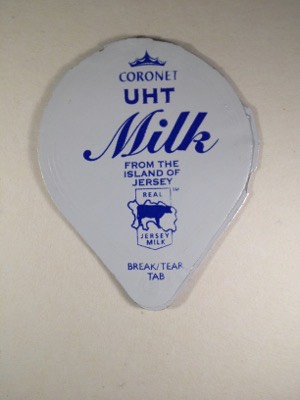 CORONET
UHT
Milk
FROM THE
ISLAND OF
JERSEY
REAL
JERSEY
MILK
BREAK/TEAR
TAB